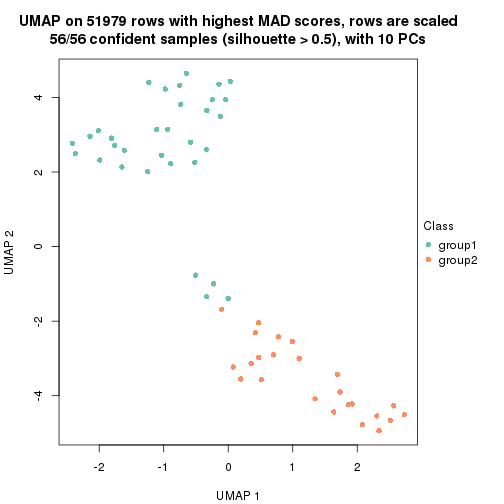 UMAP on 51979 rows with highest MAD scores, rows are scaled
56/56 confident samples (silhouette > 0.5), with 10 PCs
4
2
0
-2
-4
UMAP 2
Class
group1
group2
-2
-1
0
1
2
UMAP 1